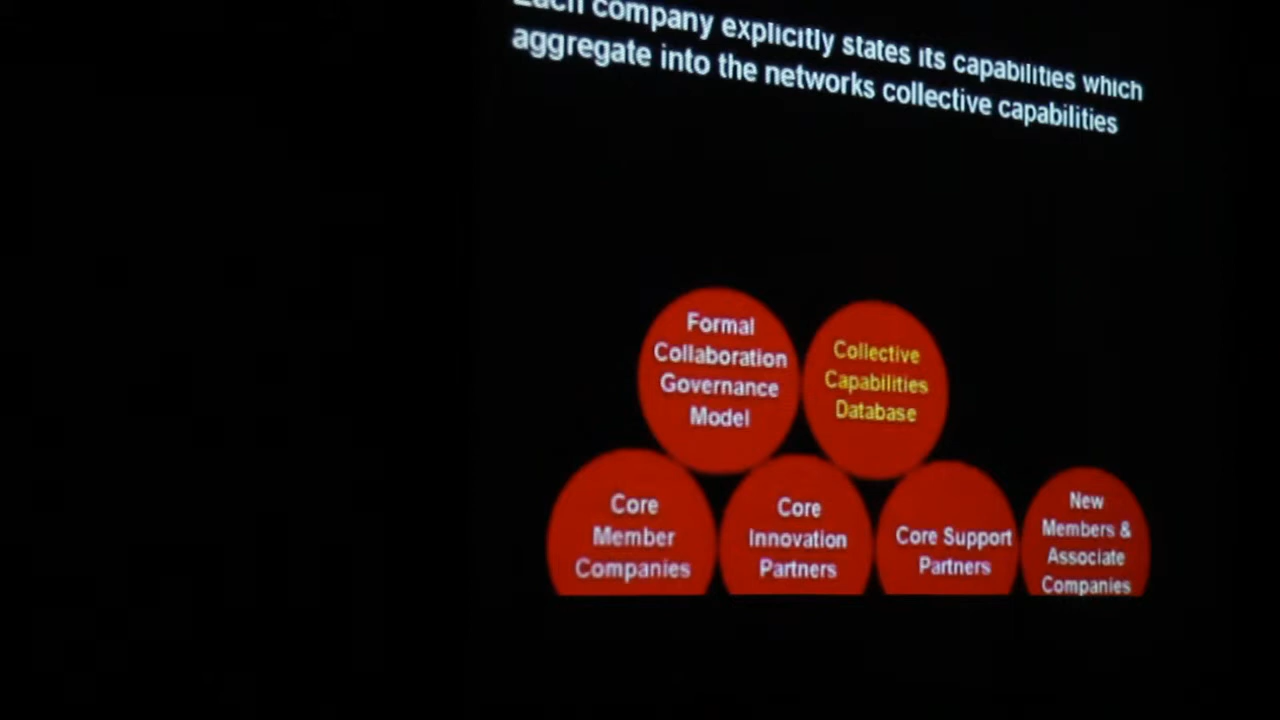 Each company explicitly states its capabilities which
aggregate into the networks collective capabilities
Formal
Collaboration
Governance
Model
Collective
Capabilities
Database
Core
Member
Companies
Core
Innovation
Partners
Core Support
Partners
New
Members &
Associate
Companies